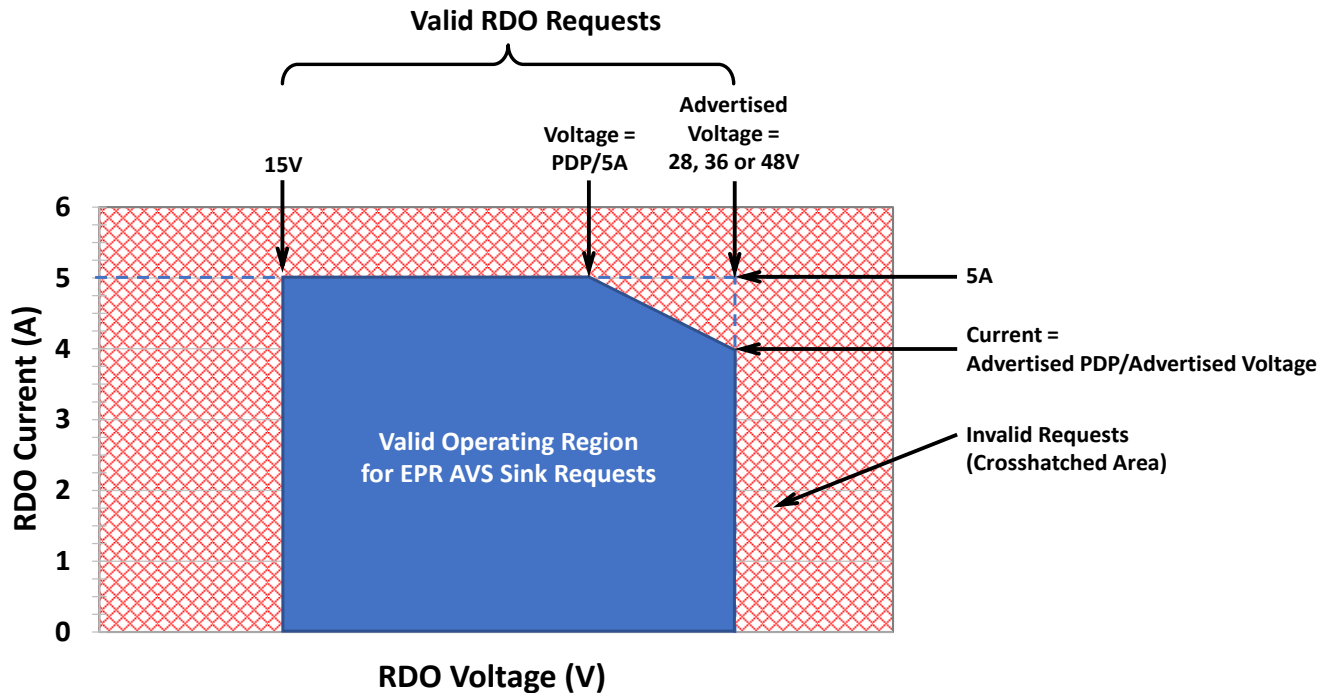 Valid RDO Requests
Advertised
Voltage =
28, 36 or 48V
Voltage =
PDP/5A
15V
6
5
4
3
2
1
0
RDO Current (A)
5A
Current =
Advertised PDP/Advertised Voltage
Invalid Requests
(Crosshatched Area)
Valid Operating Region
for EPR AVS Sink Requests
RDO Voltage (V)